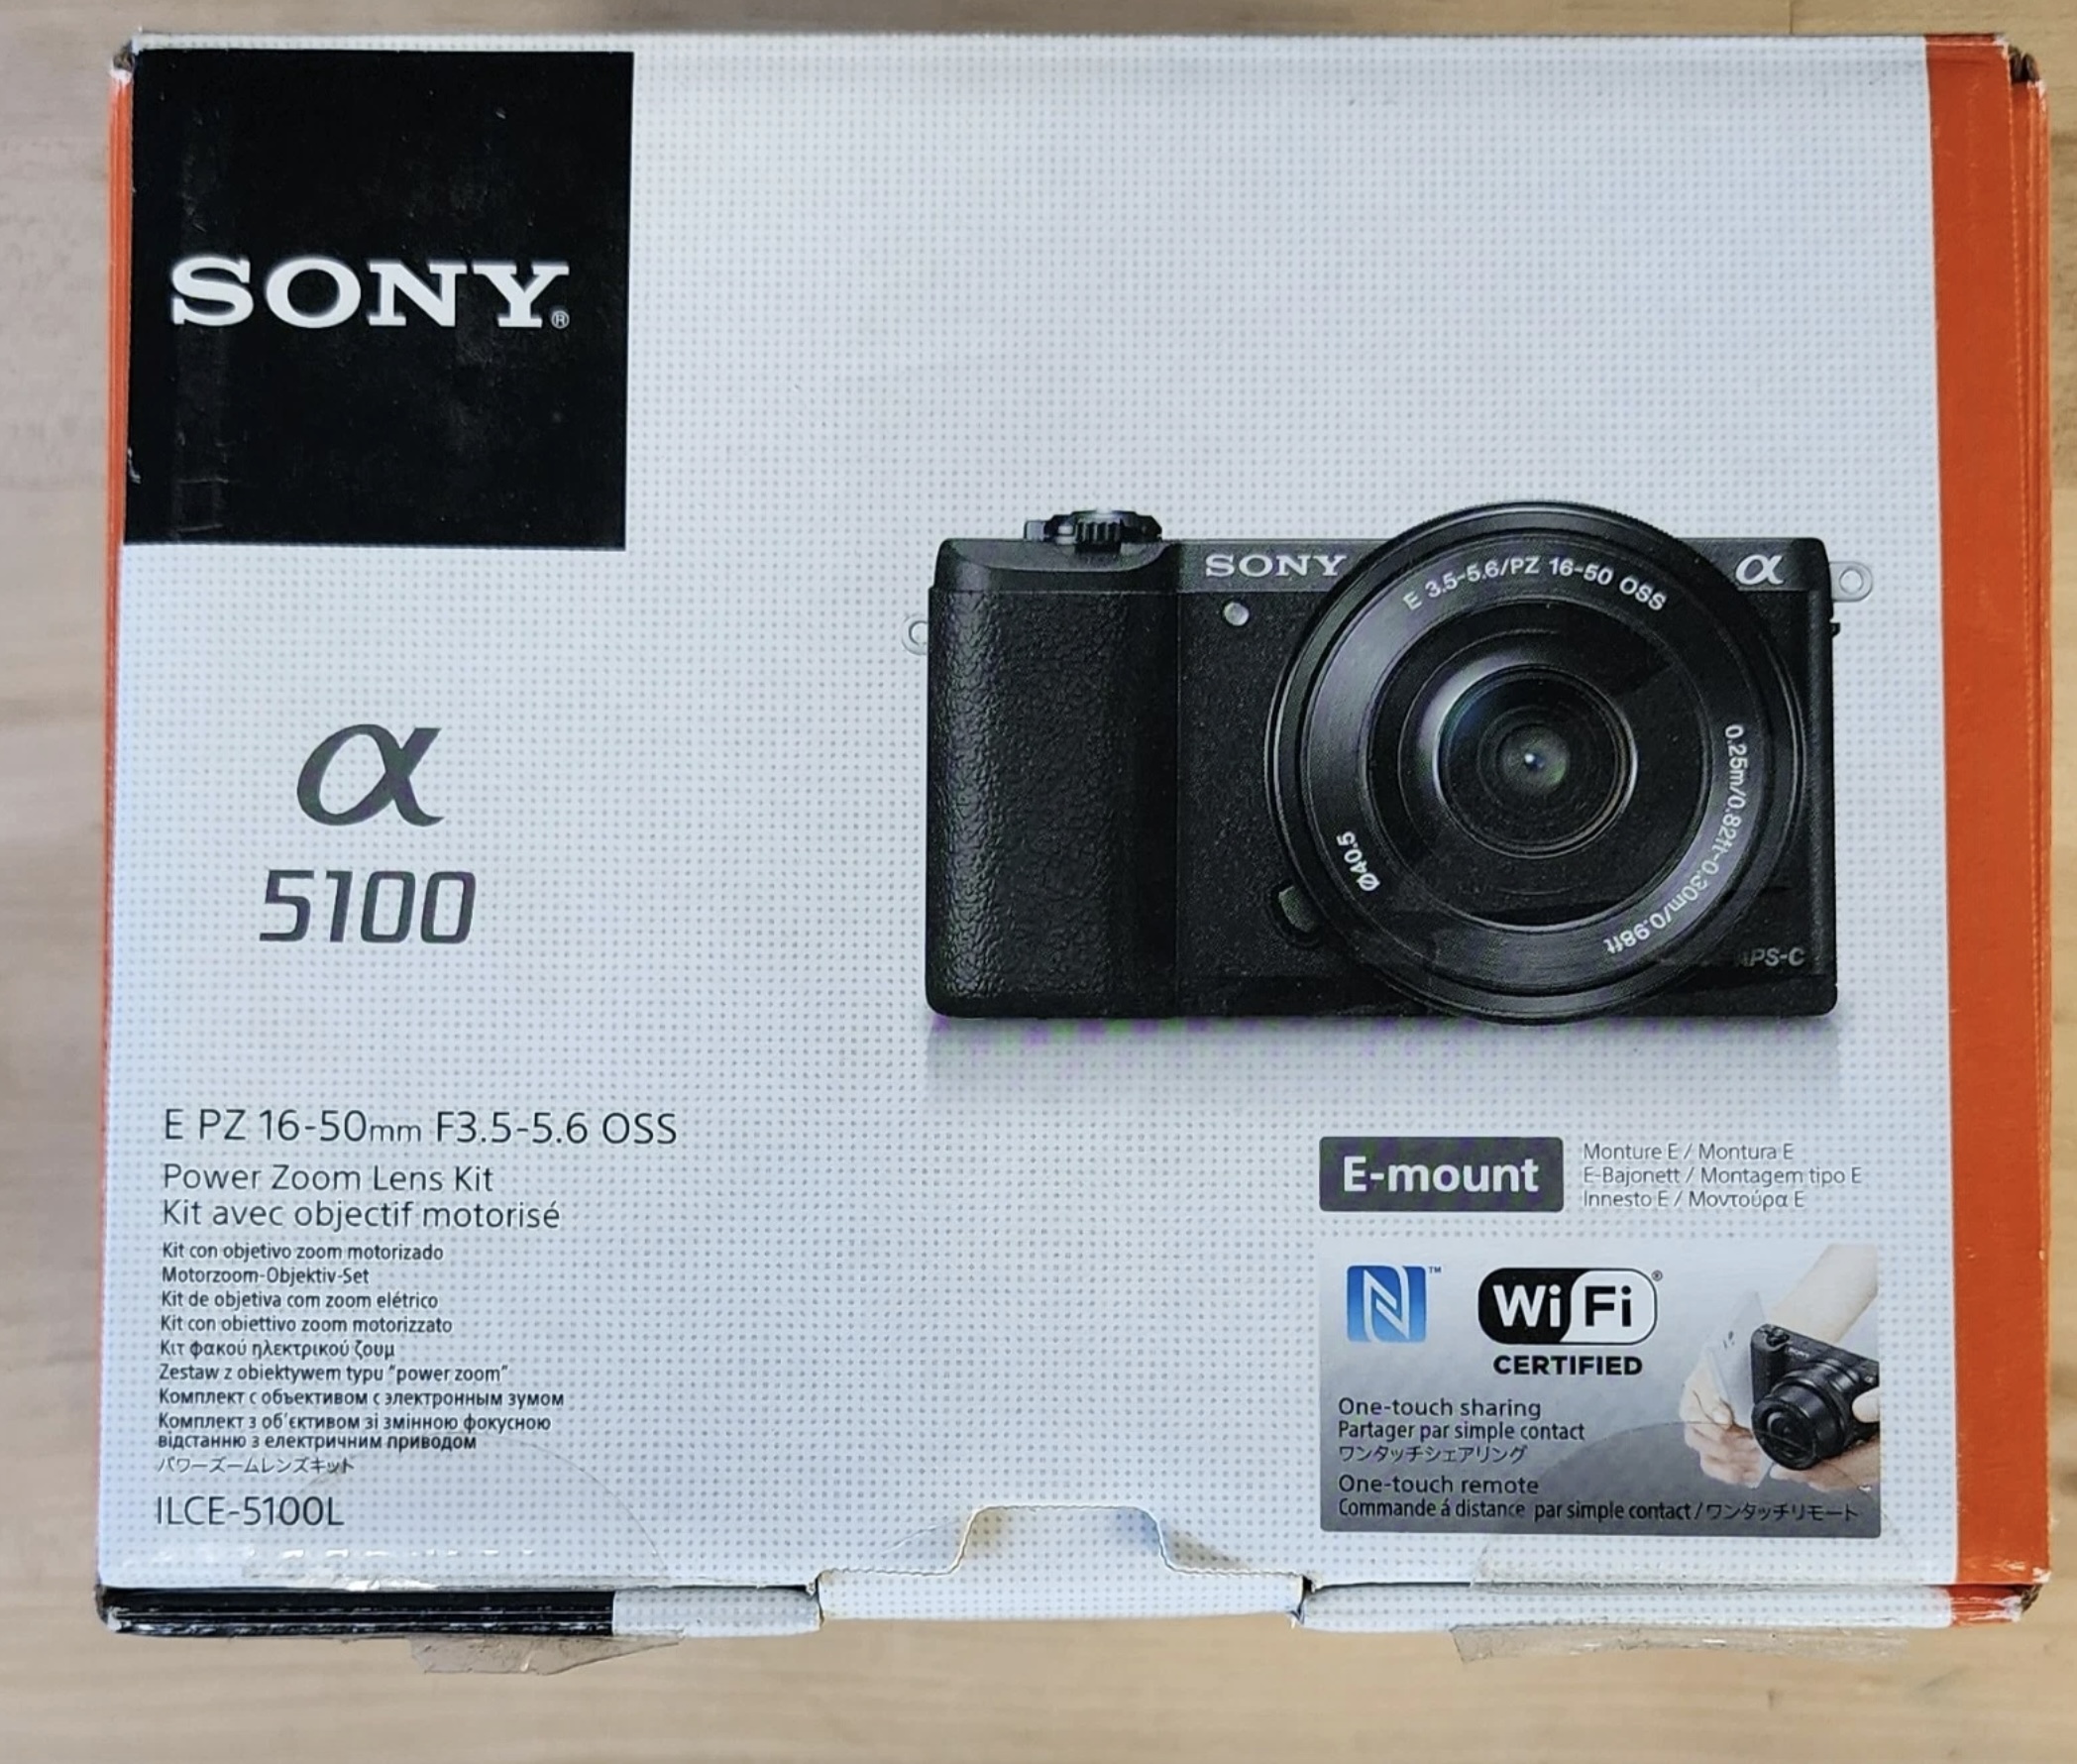 SONY®
α
5100
E PZ 16-50mm F3.5-5.6 OSS
Power Zoom Lens Kit
Kit avec objectif motorisé
Kit con objetivo zoom motorizado
Motorzoom-Objektiv-Set
Kit de objetiva com zoom elétrico
Kit con obiettivo zoom motorizzato
Κιτ φακού ηλεκτρικού ζουμ
Zestaw z obiektywem typu "power zoom"
Комплект с объективом с электронным зумом
Комплект з об'єктивом зі змінною фокусною
відстанню з електричним приводом
パワーズームレンズキット
ILCE-5100L
SONY
α
E 3.5-5.6/PZ 16-50 OSS
0.25m/0.82ft-0.30m/0.98ft
Ø40.5
APS-C
E-mount
Monture E / Montura E
E-Bajonett / Montagem tipo E
Innesto E / Μοντούρα E
N™
Wi Fi®
CERTIFIED
One-touch sharing
Partager par simple contact
ワンタッチシェアリング
One-touch remote
Commande á distance par simple contact / ワンタッチリモート